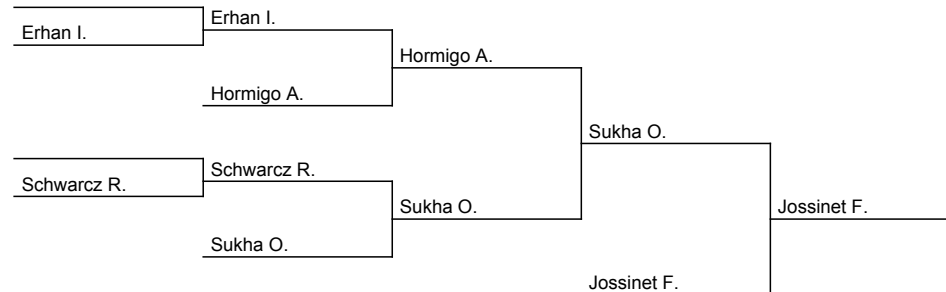 Erhan I.
Erhan I.
Hormigo A.
Hormigo A.
Sukha O.
Schwarcz R.
Schwarcz R.
Sukha O.
Jossinet F.
Sukha O.
Jossinet F.